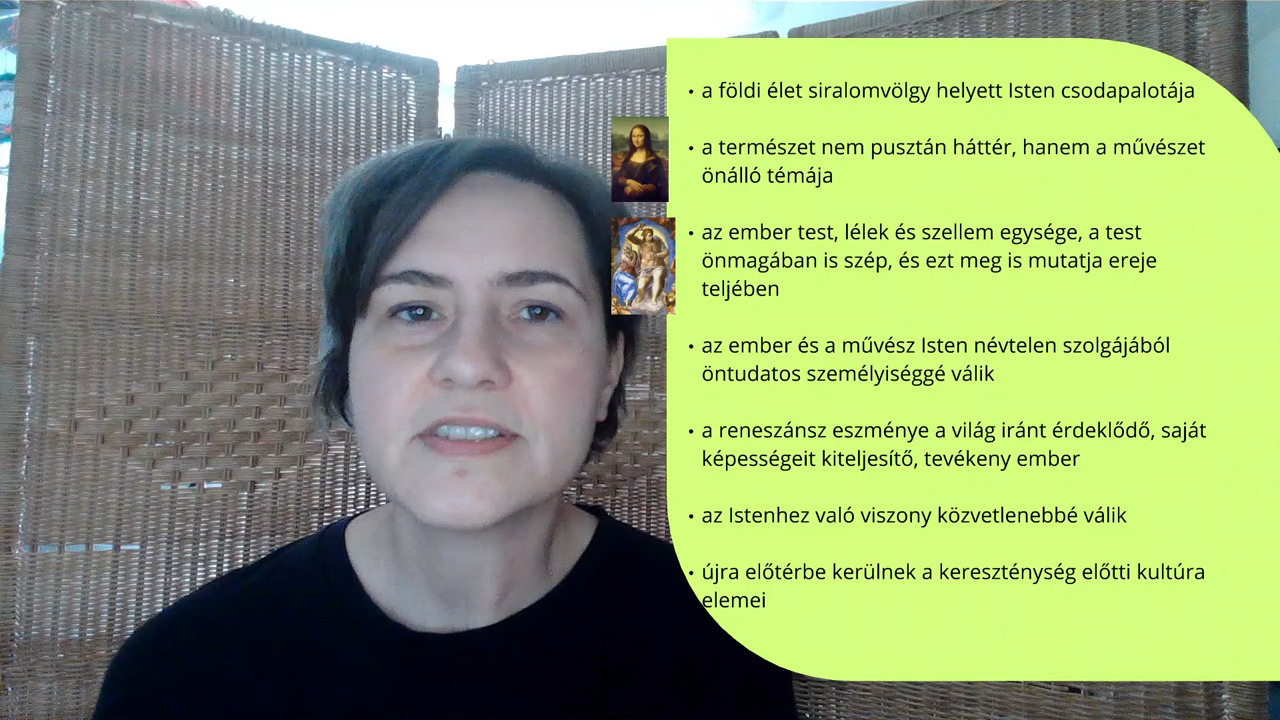 • a földi élet siralomvölgy helyett Isten csodapalotája
• a természet nem pusztán háttér, hanem a művészet
önálló témája
• az ember test, lélek és szellem egysége, a test
önmagában is szép, és ezt meg is mutatja ereje
teljében
• az ember és a művész Isten névtelen szolgájából
öntudatos személyiséggé válik
• a reneszánsz eszménye a világ iránt érdeklődő, saját
képességeit kiteljesítő, tevékeny ember
• az Istenhez való viszony közvetlenebbé válik
• újra előtérbe kerülnek a kereszténység előtti kultúra
elemei